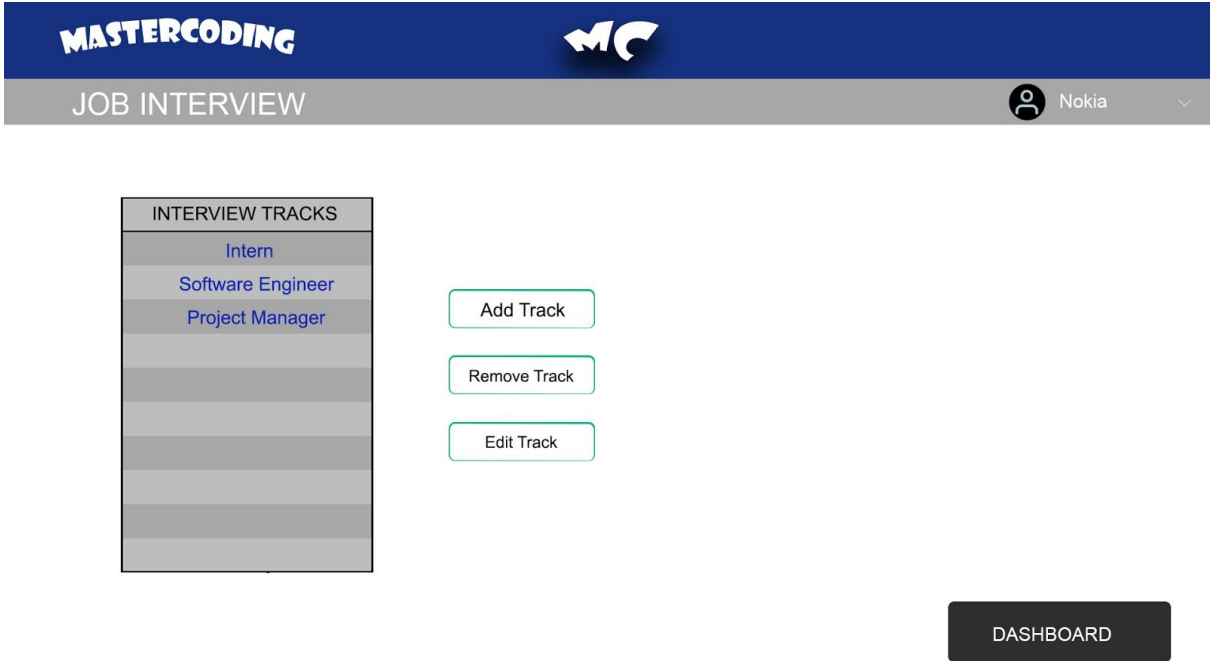 MASTERCODING
MC
JOB INTERVIEW
Nokia
INTERVIEW TRACKS
Intern
Software Engineer
Project Manager
Add Track
Remove Track
Edit Track
DASHBOARD